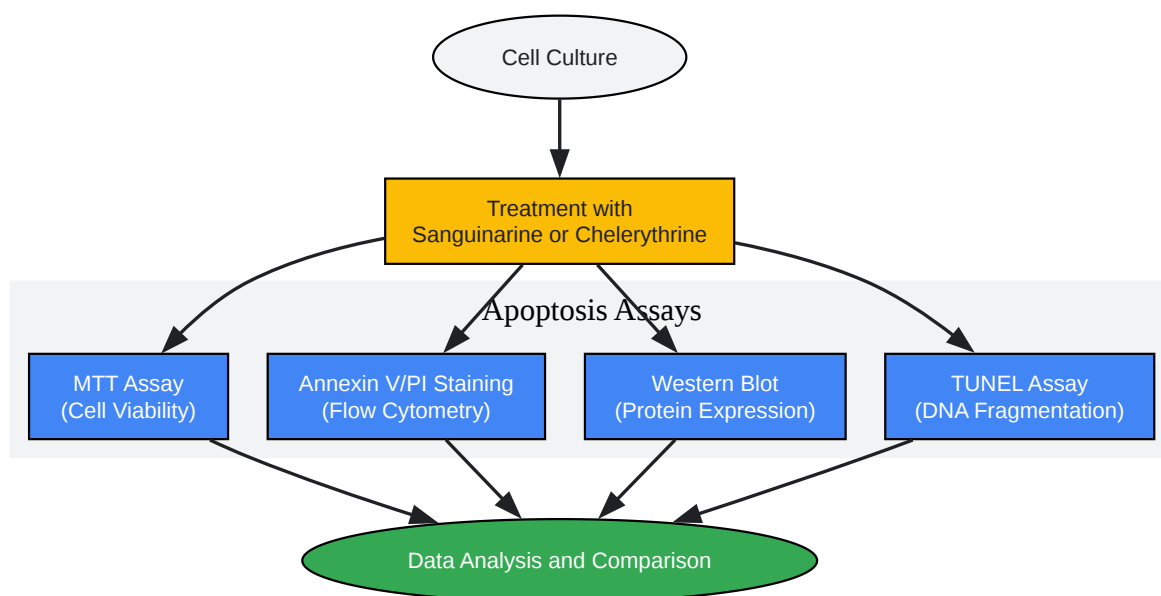 Cell Culture
Treatment with
Sanguinarine or Chelerythrine
Apoptosis Assays
MTT Assay
(Cell Viability)
Annexin V/PI Staining
(Flow Cytometry)
Western Blot
(Protein Expression)
TUNEL Assay
(DNA Fragmentation)
Data Analysis and Comparison